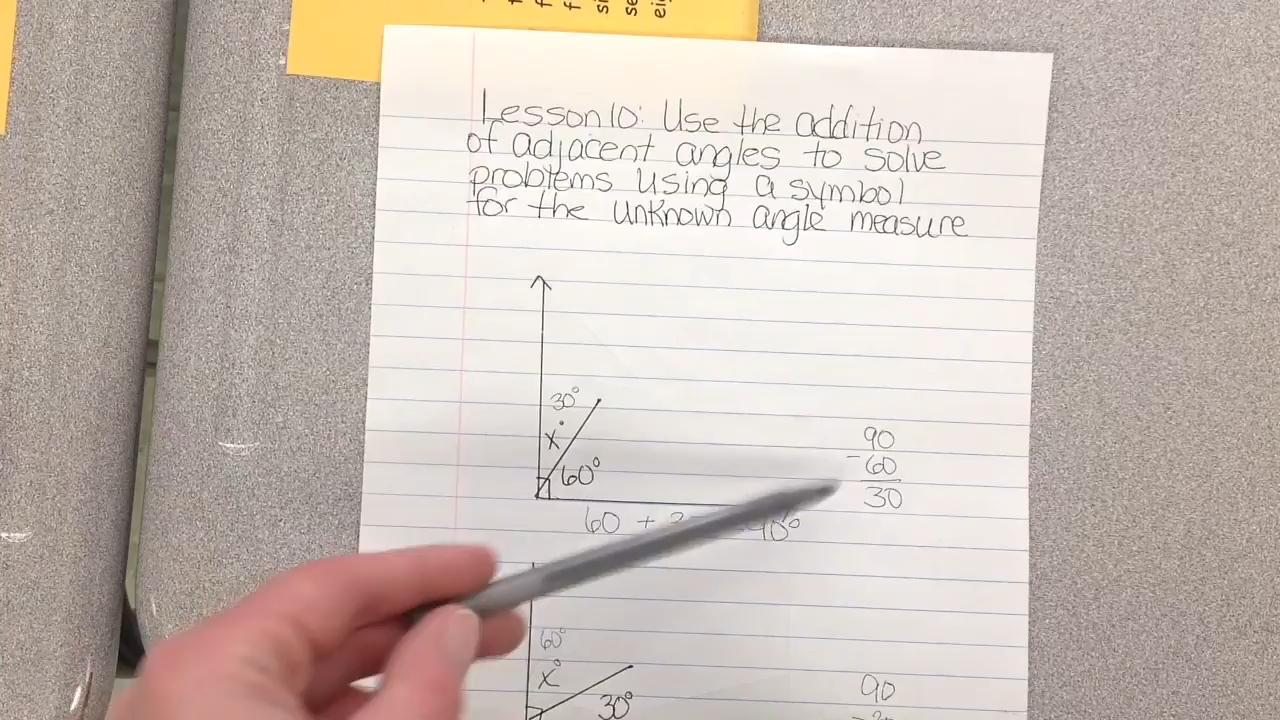 Lesson 10: Use the addition
of adjacent angles to solve
problems using a symbol
for the unknown angle measure
30°
x°
60°
90
-60
30
60 +
90°
60°
x°
30°
90